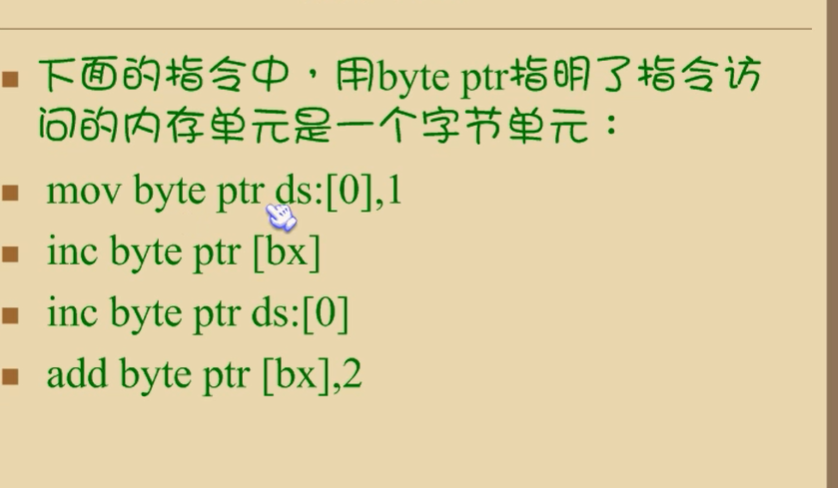 下面的指令中，用byte ptr指明了指令访
问的内存单元是一个字节单元：
mov byte ptr ds:[0],1
inc byte ptr [bx]
inc byte ptr ds:[0]
add byte ptr [bx],2